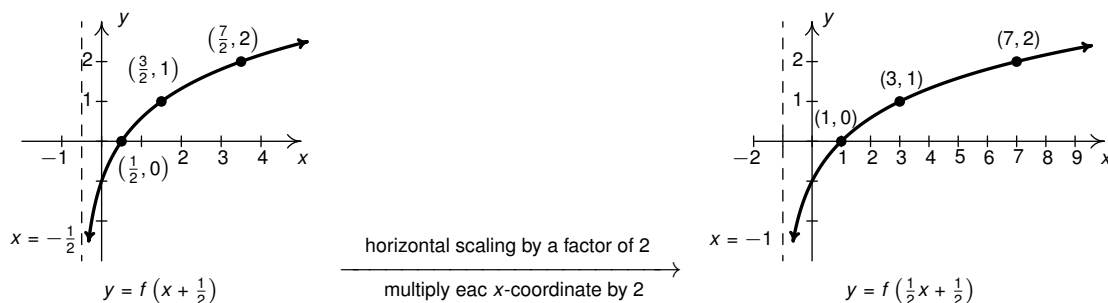 y
(7/2, 2)
(3/2, 1)
2
1
−1
2
3
4
x
(1/2, 0)
x = −1/2
y = f (x + 1/2)
horizontal scaling by a factor of 2
multiply eac x-coordinate by 2
y
(7, 2)
(3, 1)
(1, 0)
2
1
−2
1
2
3
4
5
6
7
8
9
x
x = −1
y = f (1/2x + 1/2)